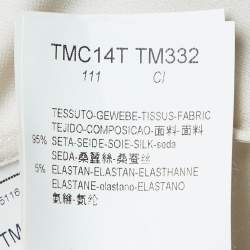 TMC14T TM332
111 CI
TESSUTO-GEWEBE-TISSUS-FABRIC
TEJIDO-COMPOSICAO-面料-面料
95% SETA-SEIDE-SOIE-SILK-seda
SEDA-桑蠶絲-桑蚕丝
5% ELASTAN-ELASTAN-ELASTHANNE
ELASTANE-elastano-ELASTANO
氨綸-氨纶
5116
TM